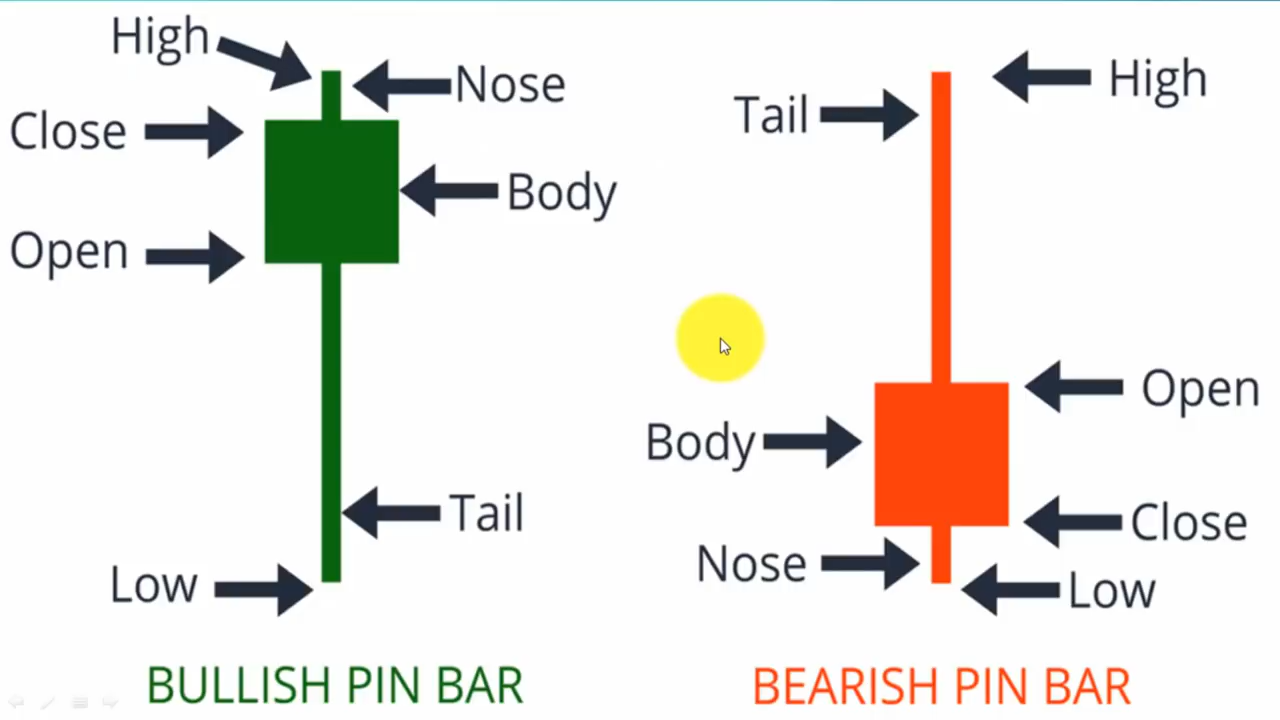 High
Nose
Close
Body
Open
Tail
Low
BULLISH PIN BAR
Tail
High
Open
Body
Close
Nose
Low
BEARISH PIN BAR